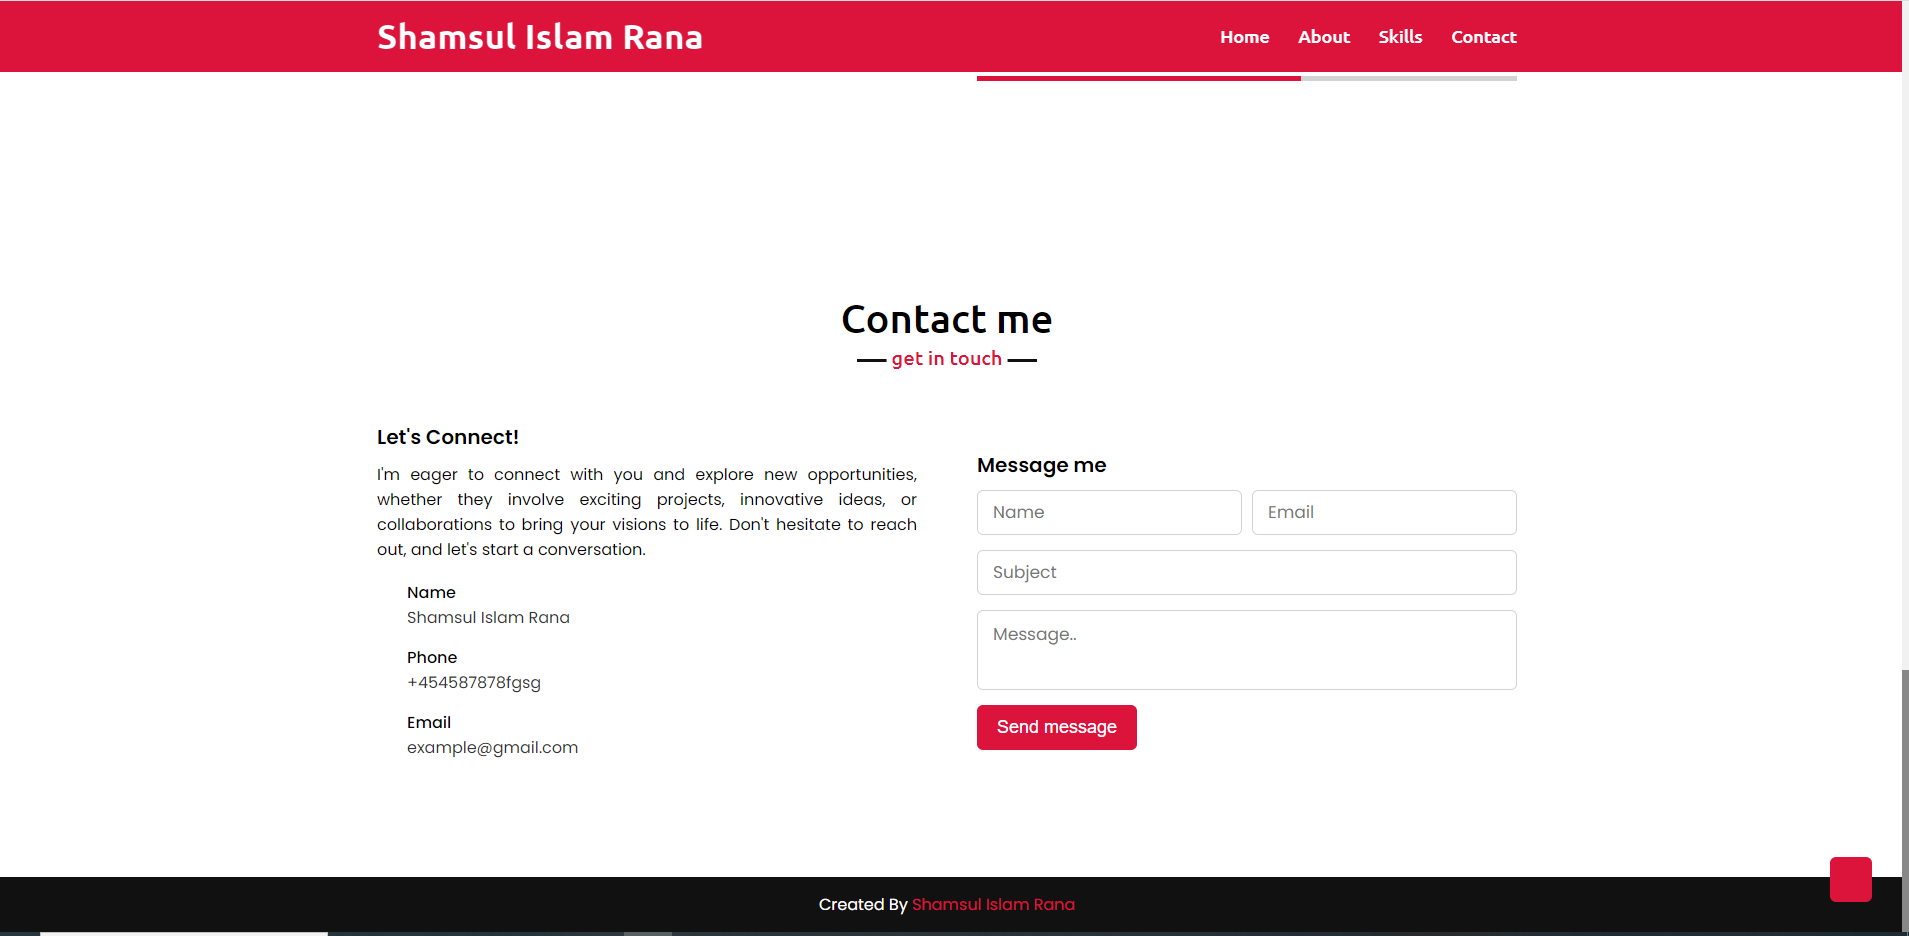 Shamsul Islam Rana
Home About Skills Contact
Contact me
get in touch
Let's Connect!
I'm eager to connect with you and explore new opportunities,
whether they involve exciting projects, innovative ideas, or
collaborations to bring your visions to life. Don't hesitate to reach
out, and let's start a conversation.
Name
Shamsul Islam Rana
Phone
+454587878fgsg
Email
example@gmail.com
Message me
Name Email
Subject
Message..
Send message
Created By Shamsul Islam Rana